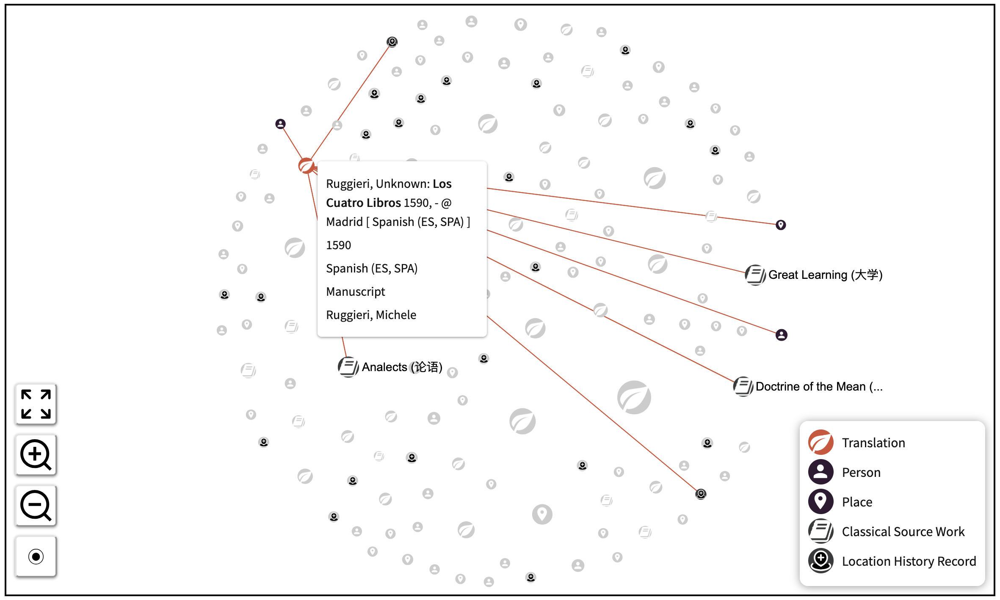 Ruggieri, Unknown: Los
Cuatro Libros 1590, - @
Madrid [ Spanish (ES, SPA) ]
1590
Spanish (ES, SPA)
Manuscript
Ruggieri, Michele
Great Learning (大学)
Analects (论语)
Doctrine of the Mean (...
Translation
Person
Place
Classical Source Work
Location History Record